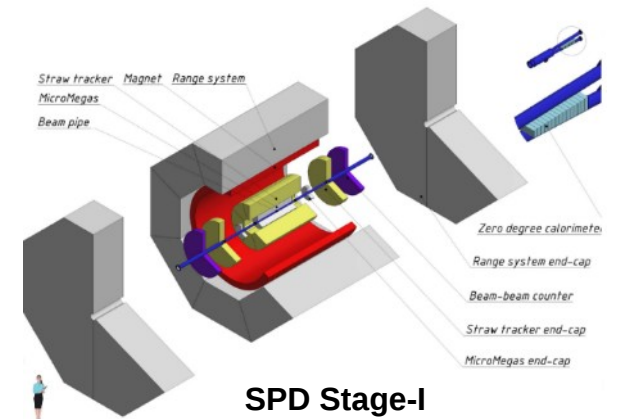 Straw tracker Magnet Range system
MicroMegas
Beam pipe
Zero degree calorimete
Range system end-cap
Beam-beam counter
Straw tracker end-cap
MicroMegas end-cap
SPD Stage-I